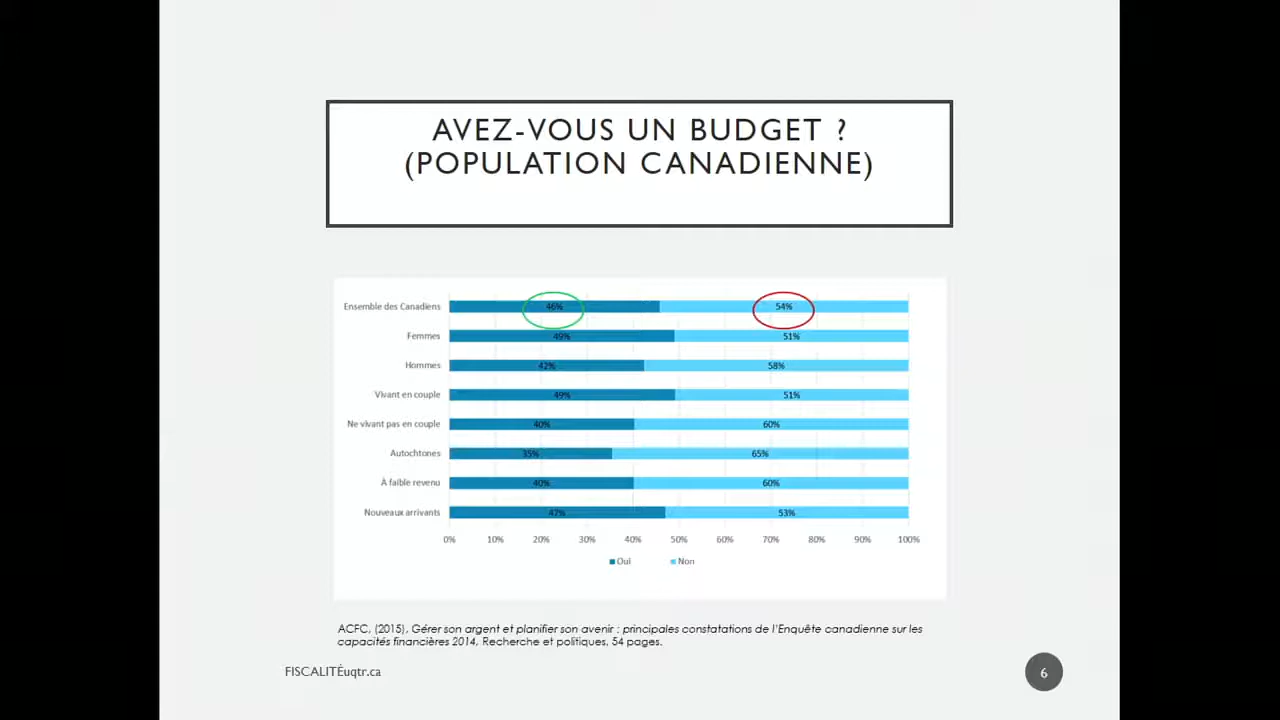 AVEZ-VOUS UN BUDGET ?
(POPULATION CANADIENNE)
Ensemble des Canadiens 46% 54%
Femmes 49% 51%
Hommes 42% 58%
Vivant en couple 49% 51%
Ne vivant pas en couple 40% 60%
Autochtones 35% 65%
À faible revenu 40% 60%
Nouveaux arrivants 47% 53%
0% 10% 20% 30% 40% 50% 60% 70% 80% 90% 100%
Oui Non
ACFC, (2015), Gérer son argent et planifier son avenir : principales constatations de l'Enquête canadienne sur les
capacités financières 2014, Recherche et politiques, 54 pages.
FISCALITÉuqtr.ca 6